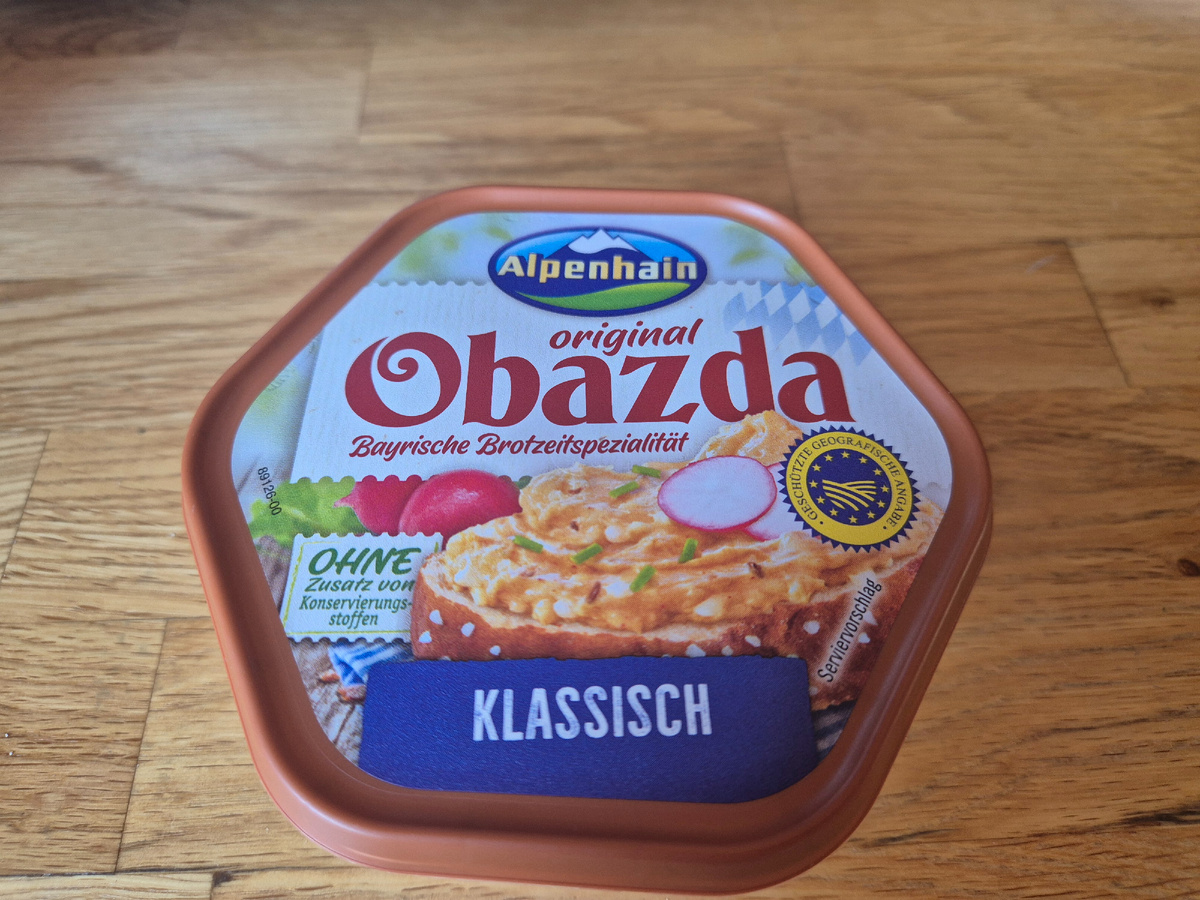 Alpenhain
original
Obazda
Bayrische Brotzeitspezialität
GESCHÜTZTE GEOGRAFISCHE ANGABE
89126-00
OHNE
Zusatz von
Konservierungs-
stoffen
Serviervorschlag
KLASSISCH